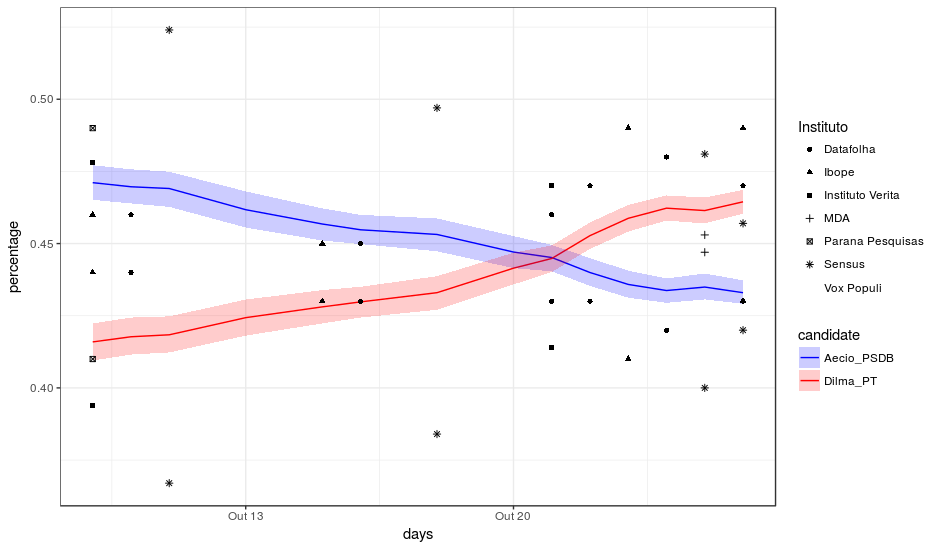 percentage
0.50
0.45
0.40
Out 13
Out 20
days
Instituto
Datafolha
Ibope
Instituto Verita
MDA
Parana Pesquisas
Sensus
Vox Populi
candidate
Aecio_PSDB
Dilma_PT